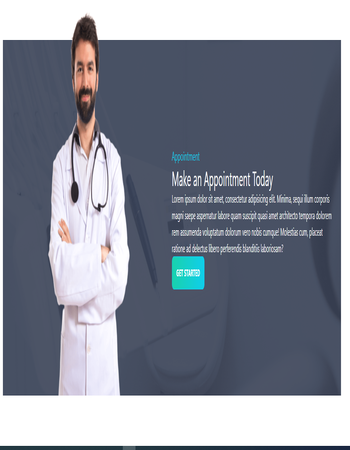 Appointment
Make an Appointment Today
Lorem ipsum dolor sit amet, consectetur adipisicing elit. Minima, sequi illum corporis
magni saepe aspernatur labore quam suscipit quasi amet architecto tempora dolorem
rem assumenda voluptatum dolorum vero nobis cumque! Molestias cum, placeat
ratione ad delectus libero perferendis blanditiis laboriosam?
GET STARTED